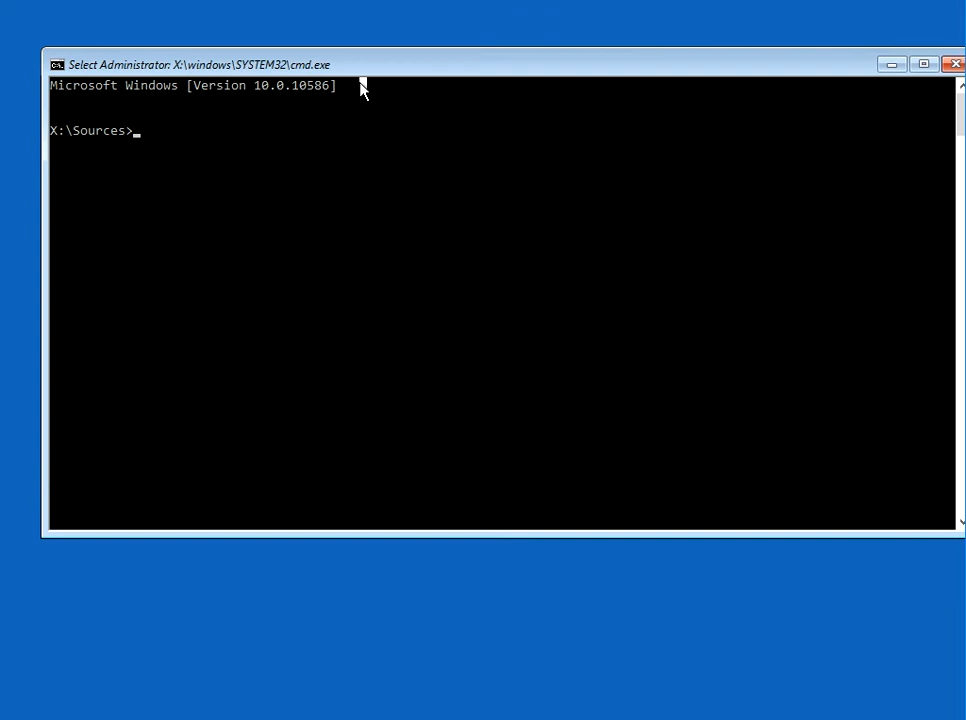 Select Administrator: X:\windows\SYSTEM32\cmd.exe
Microsoft Windows [Version 10.0.10586]
X:\Sources>_